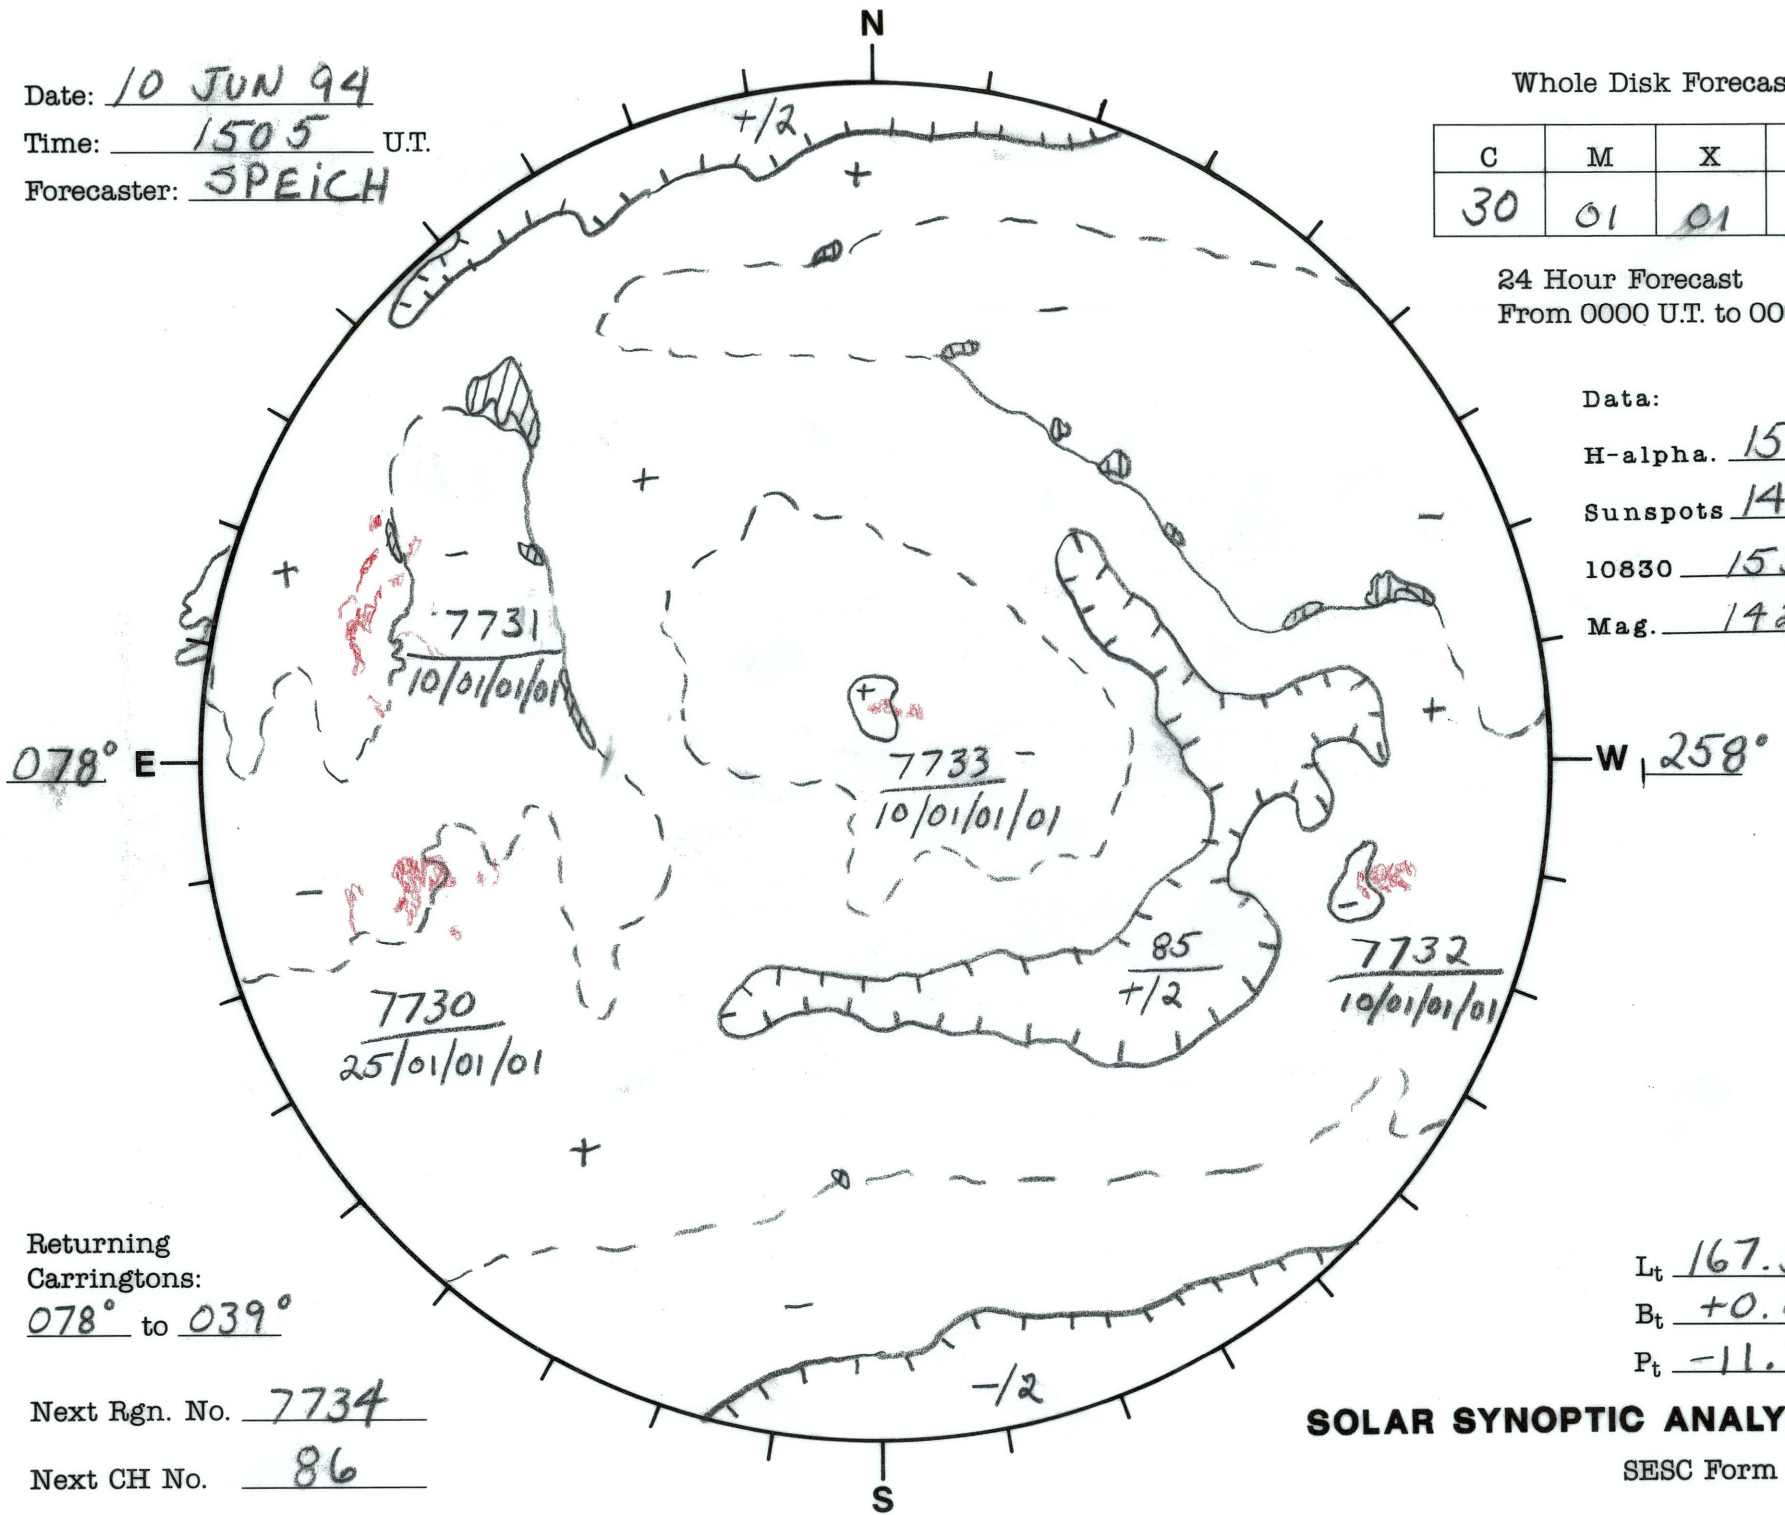 N
Date: 10 JUN 94
Time: 1505 U.T.
Forecaster: SPEICH
Whole Disk Forecas
C M X
30 01 01
24 Hour Forecast
From 0000 U.T. to 00
Data:
H-alpha. 15
Sunspots 14
10830 15
Mag. 142
+/2
+
-
+
-
+
-
7731
10/01/01/01
+
+
7733 -
10/01/01/01
078° E
W 258°
-
85
+/2
-
7732
10/01/01/01
7730
25/01/01/01
+
Returning
Carringtons:
078° to 039°
-
-/2
Next Rgn. No. 7734
Next CH No. 86
Lt 167.
Bt +0.
Pt -11.
SOLAR SYNOPTIC ANALY
SESC Form
S